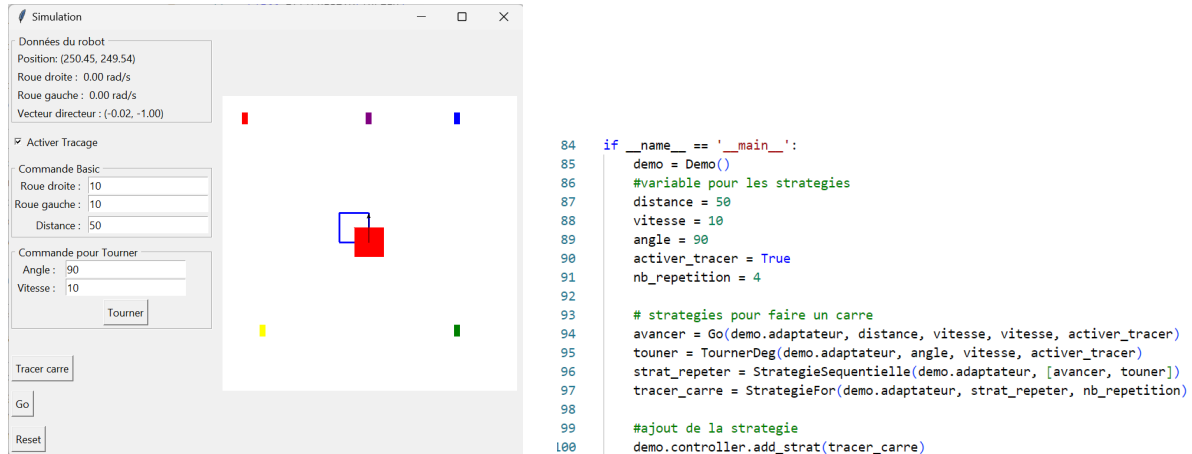 Simulation
Données du robot
Position: (250.45, 249.54)
Roue droite : 0.00 rad/s
Roue gauche : 0.00 rad/s
Vecteur directeur : (-0.02, -1.00)
Activer Tracage
Commande Basic
Roue droite : 10
Roue gauche : 10
Distance : 50
Commande pour Tourner
Angle : 90
Vitesse : 10
Tourner
Tracer carre
Go
Reset
84 if __name__ == '__main__':
85 demo = Demo()
86 #variable pour les strategies
87 distance = 50
88 vitesse = 10
89 angle = 90
90 activer_tracer = True
91 nb_repetition = 4
92
93 # strategies pour faire un carre
94 avancer = Go(demo.adaptateur, distance, vitesse, vitesse, activer_tracer)
95 touner = TournerDeg(demo.adaptateur, angle, vitesse, activer_tracer)
96 strat_repeter = StrategieSequentielle(demo.adaptateur, [avancer, touner])
97 tracer_carre = StrategieFor(demo.adaptateur, strat_repeter, nb_repetition)
98
99 #ajout de la strategie
100 demo.controller.add_strat(tracer_carre)